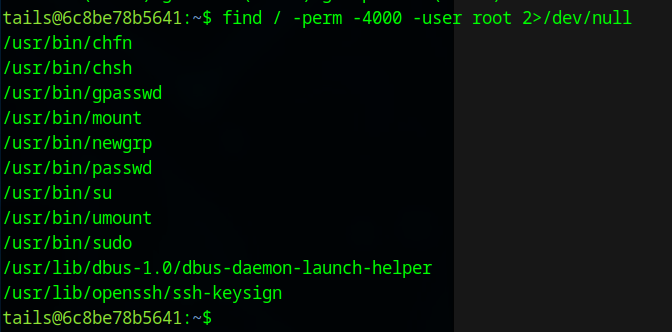 tails@6c8be78b5641:~$ find / -perm -4000 -user root 2>/dev/null
/usr/bin/chfn
/usr/bin/chsh
/usr/bin/gpasswd
/usr/bin/mount
/usr/bin/newgrp
/usr/bin/passwd
/usr/bin/su
/usr/bin/umount
/usr/bin/sudo
/usr/lib/dbus-1.0/dbus-daemon-launch-helper
/usr/lib/openssh/ssh-keysign
tails@6c8be78b5641:~$